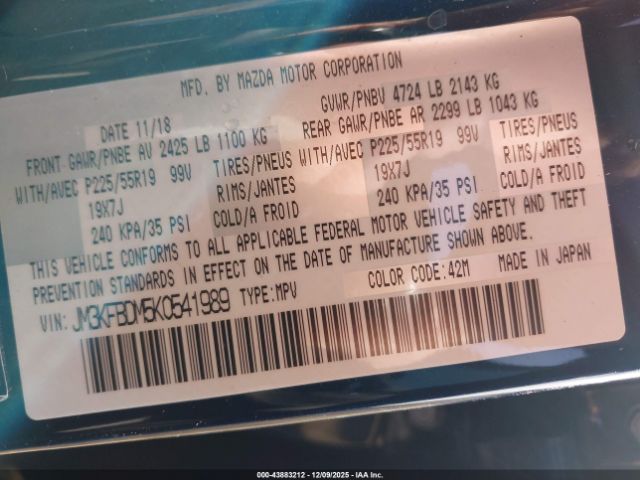 MFD. BY MAZDA MOTOR CORPORATION
DATE 11/18 GVWR/PNBV 4724 LB 2143 KG
FRONT GAWR/PNBE AV 2425 LB 1100 KG REAR GAWR/PNBE AR 2299 LB 1043 KG
WITH/AVEC P225/55R19 99V TIRES/PNEUS WITH/AVEC P225/55R19 99V TIRES/PNEUS
19X7J RIMS/JANTES 19X7J RIMS/JANTES
240 KPA/35 PSI COLD/A FROID 240 KPA/35 PSI COLD/A FROID
THIS VEHICLE CONFORMS TO ALL APPLICABLE FEDERAL MOTOR VEHICLE SAFETY AND THEFT
PREVENTION STANDARDS IN EFFECT ON THE DATE OF MANUFACTURE SHOWN ABOVE.
VIN: JM3KFBDM5K0541989 TYPE: MPV COLOR CODE: 42M MADE IN JAPAN
000-43883212 - 12/09/2025 - IAA Inc.